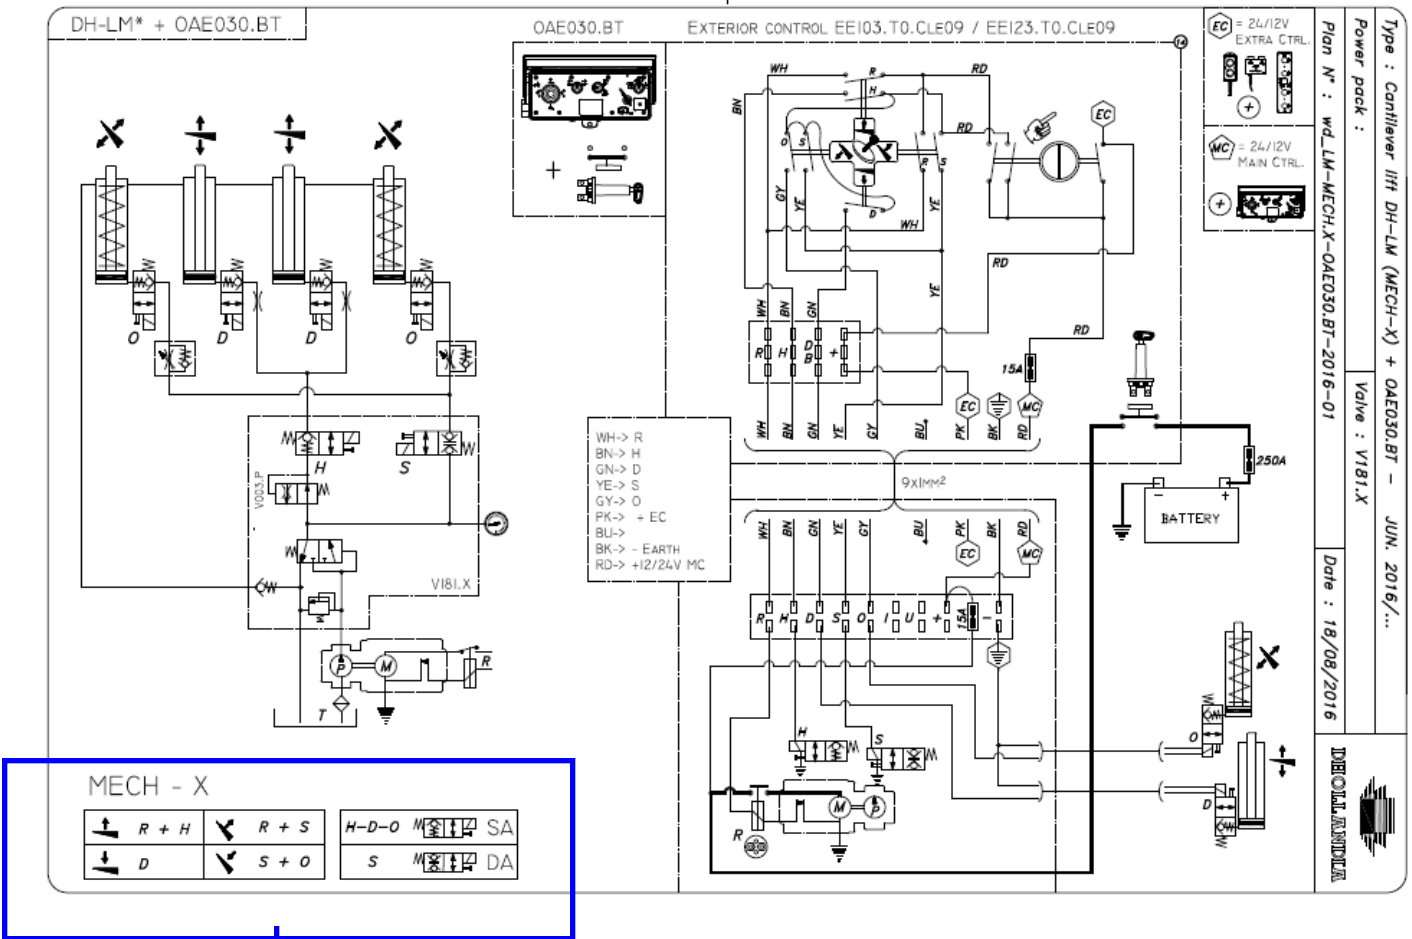 DH-LM* + OAE030.BT
OAE030.BT
EXTERIOR CONTROL EE103.T0.CLE09 / EE123.T0.CLE09
14
EC = 24/12V
EXTRA CTRL.
MC = 24/12V
MAIN CTRL.
Type : Cantilever lift DH-LM (MECH-X) + OAE030.BT - JUN. 2016/...
Power pack :
Valve : V181.X
Plan N° : wd_LM-MECH.X-OAE030.BT-2016-01
Date : 18/08/2016
DHOLLANDIA
WH
R
RD
BN
H
RD
EC
O S
R S
GY
YE
D
WH
YE
RD
YE
WH BN GN
RD
R H D B +
15A
EC
MC
WH BN GN YE GY BU PK BK RD
O D D O
H S
V003.P
V181.X
P M R
T
WH-> R
BN-> H
GN-> D
YE-> S
GY-> O
PK-> + EC
BU->
BK-> - EARTH
RD-> +12/24V MC
9x1MM²
250A
- +
BATTERY
WH BN GN YE GY BU PK BK RD
EC
MC
R H D S O I U + 15A -
H S
M P
R
O
D
MECH - X
R + H R + S H-D-O SA
D S + O S DA